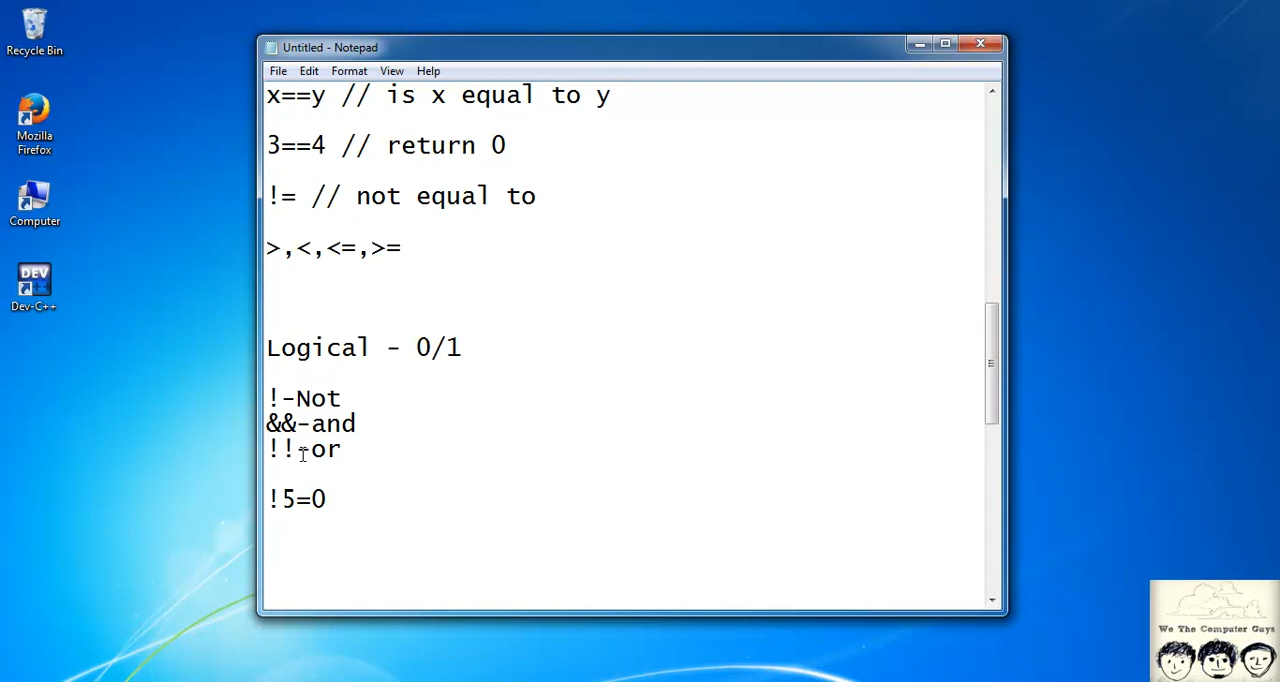 Recycle Bin
Mozilla
Firefox
Computer
DEV
Dev-C++
Untitled - Notepad
File Edit Format View Help
x==y // is x equal to y
3==4 // return 0
!= // not equal to
>,<,<=,>=
Logical - 0/1
!-Not
&&-and
!!-or
!5=0
We The Computer Guys